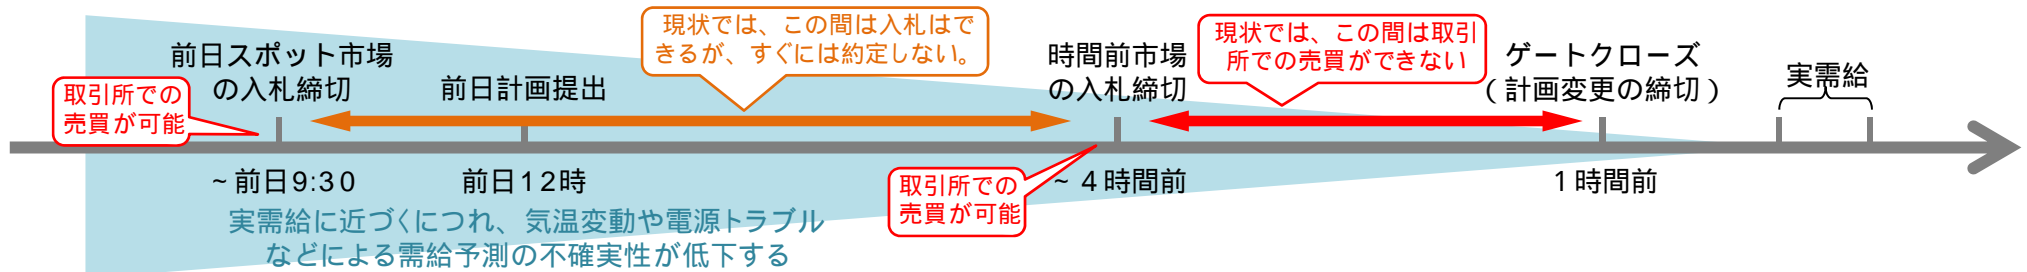 現状では、この間は入札はで
きるが、すぐには約定しない。
現状では、この間は取引
所での売買ができない
前日スポット市場
の入札締切
前日計画提出
時間前市場
の入札締切
ゲートクローズ
(計画変更の締切)
実需給
取引所での
売買が可能
~前日9:30
前日12時
取引所での
売買が可能
~4時間前
1時間前
実需給に近づくにつれ、気温変動や電源トラブル
などによる需給予測の不確実性が低下する